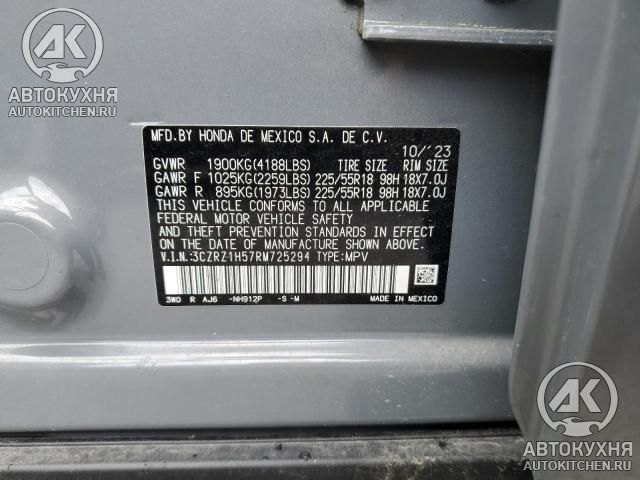 AK
АВТОКУХНЯ
AUTOKITCHEN.RU
MFD.BY HONDA DE MEXICO S.A. DE C.V.
10/'23
GVWR 1900KG(4188LBS) TIRE SIZE RIM SIZE
GAWR F 1025KG(2259LBS) 225/55R18 98H 18X7.0J
GAWR R 895KG(1973LBS) 225/55R18 98H 18X7.0J
THIS VEHICLE CONFORMS TO ALL APPLICABLE
FEDERAL MOTOR VEHICLE SAFETY
AND THEFT PREVENTION STANDARDS IN EFFECT
ON THE DATE OF MANUFACTURE SHOWN ABOVE.
V.I.N.:3CZRZ1H57RM725294 TYPE:MPV
3W0 R AJ6 -NH912P -S -M MADE IN MEXICO
AK
АВТОКУХНЯ
AUTOKITCHEN.RU